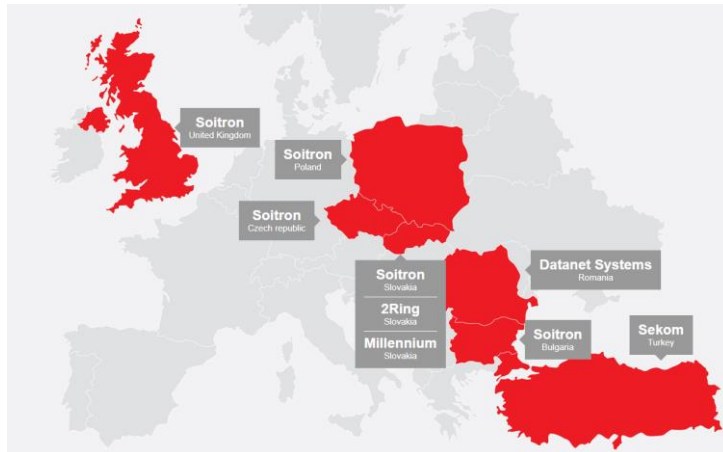 Soitron
United Kingdom
Soitron
Poland
Soitron
Czech republic
Soitron
Slovakia
2Ring
Slovakia
Millennium
Slovakia
Datanet Systems
Romania
Soitron
Bulgaria
Sekom
Turkey